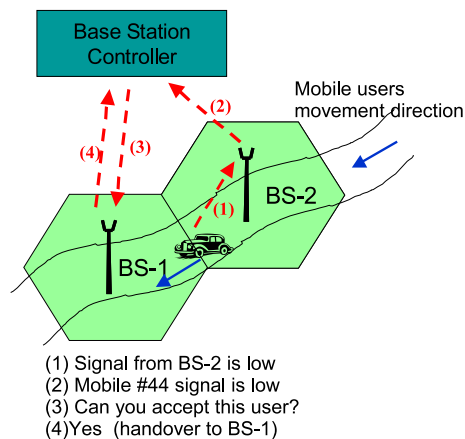 Base Station
Controller
Mobile users
movement direction
(2)
(4)
(3)
(1)
BS-2
BS-1
(1) Signal from BS-2 is low
(2) Mobile #44 signal is low
(3) Can you accept this user?
(4)Yes (handover to BS-1)